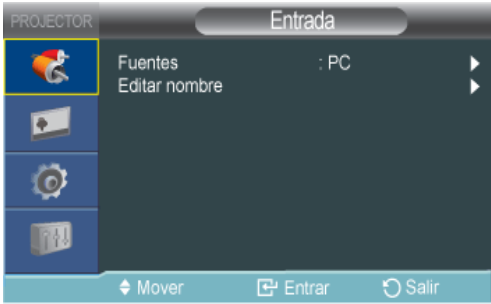 PROJECTOR Entrada
Fuentes : PC
Editar nombre
Mover Entrar Salir